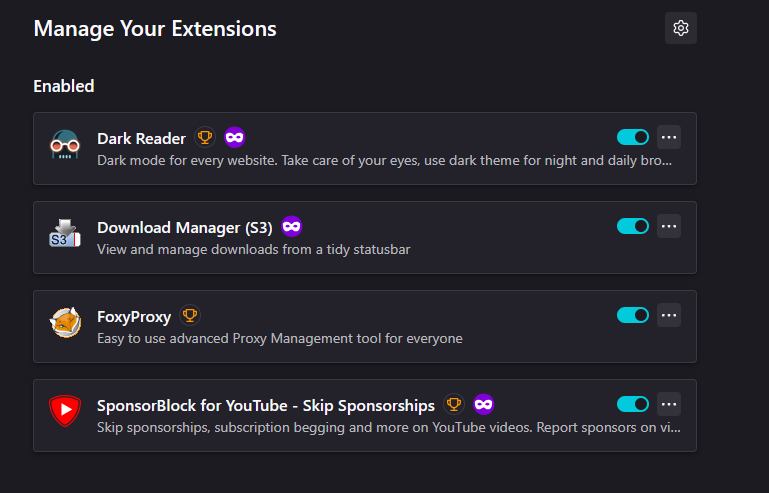 Manage Your Extensions
Enabled
Dark Reader
Dark mode for every website. Take care of your eyes, use dark theme for night and daily bro...
S3
Download Manager (S3)
View and manage downloads from a tidy statusbar
FoxyProxy
Easy to use advanced Proxy Management tool for everyone
SponsorBlock for YouTube - Skip Sponsorships
Skip sponsorships, subscription begging and more on YouTube videos. Report sponsors on vi...